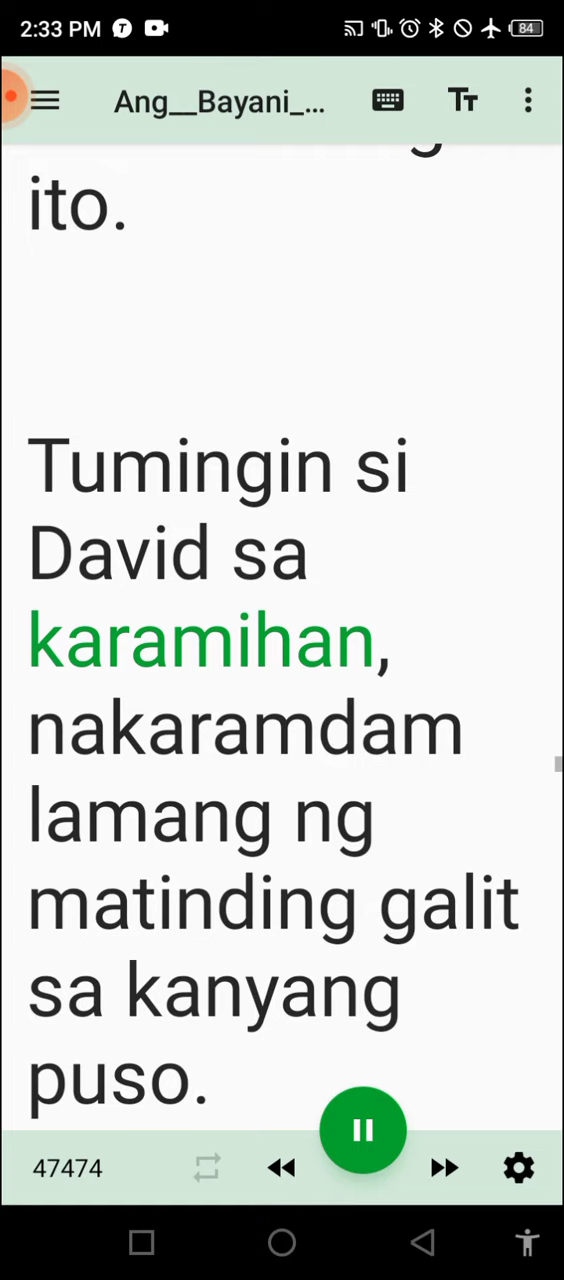 2:33 PM
84
Ang__Bayani_...
ito.
Tumingin si
David sa
karamihan,
nakaramdam
lamang ng
matinding galit
sa kanyang
puso.
47474